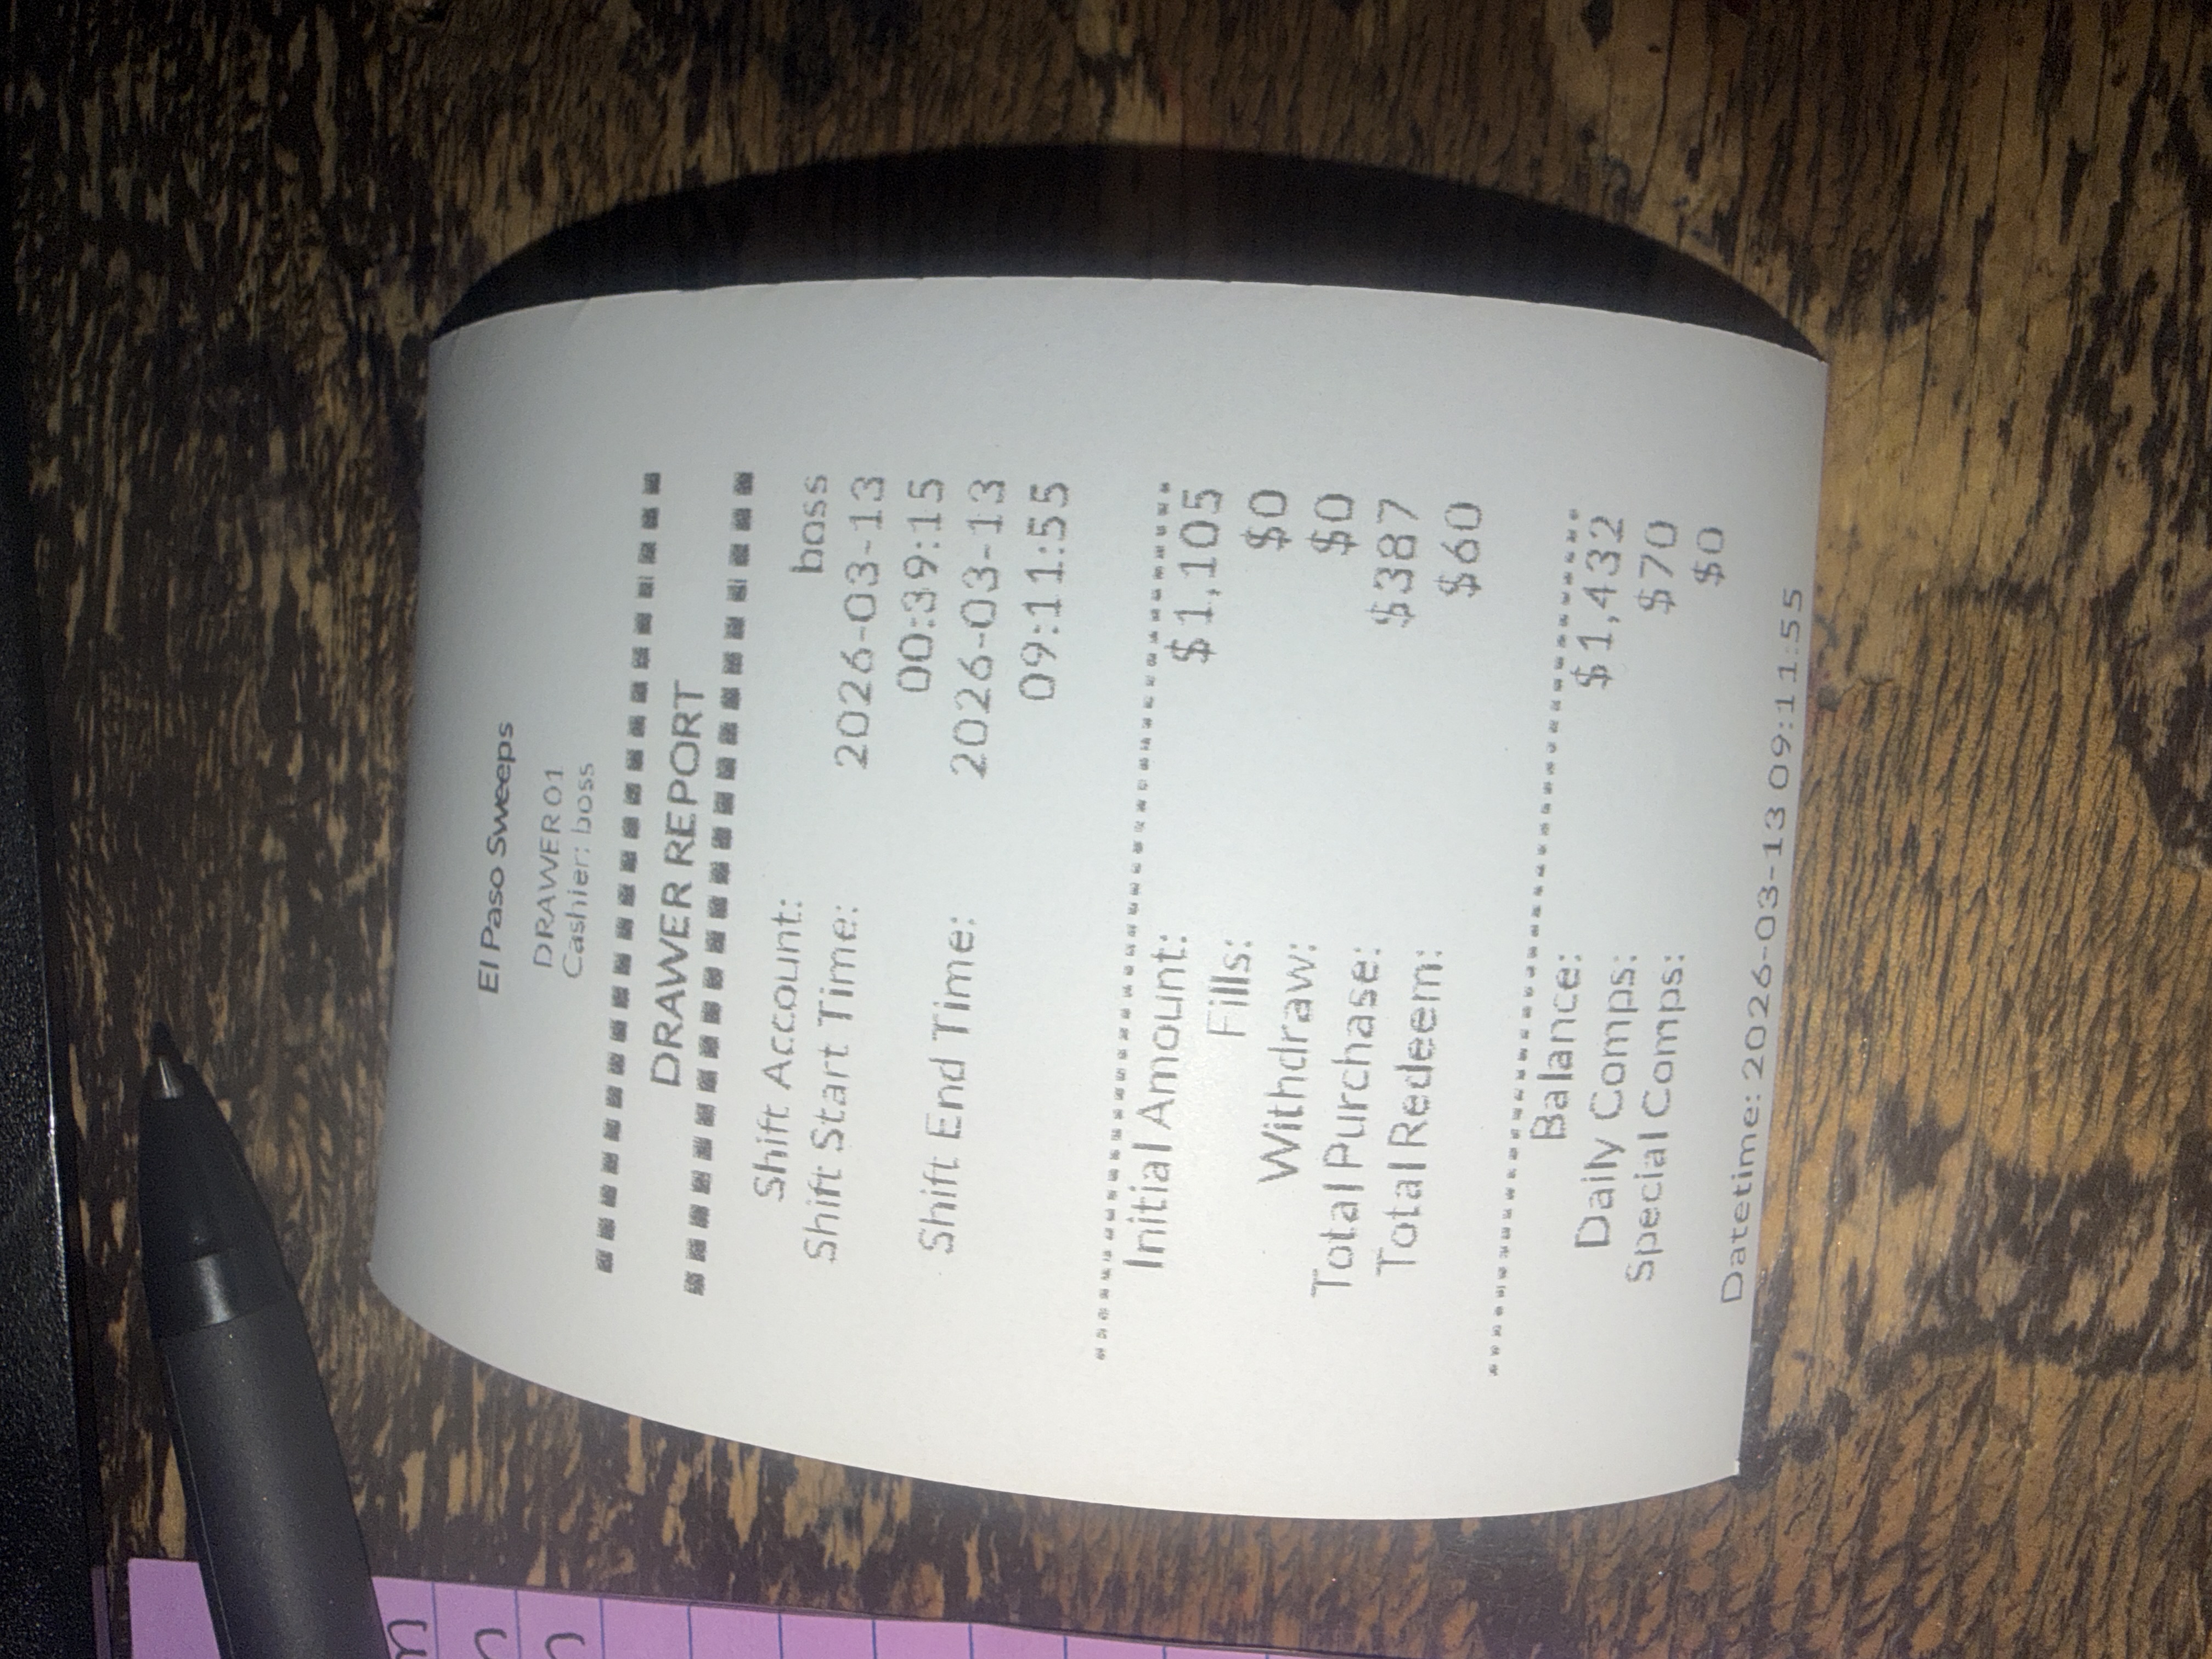 El Paso Sweeps
DRAWER 01
Cashier: boss
DRAWER REPORT
Shift Account: boss
Shift Start Time: 2026-03-13
00:39:15
Shift End Time: 2026-03-13
09:11:55
Initial Amount: $1,105
Fills: $0
Withdraw: $0
Total Purchase: $387
Total Redeem: $60
Balance: $1,432
Daily Comps: $70
Special Comps: $0
Datetime: 2026-03-13 09:11:55